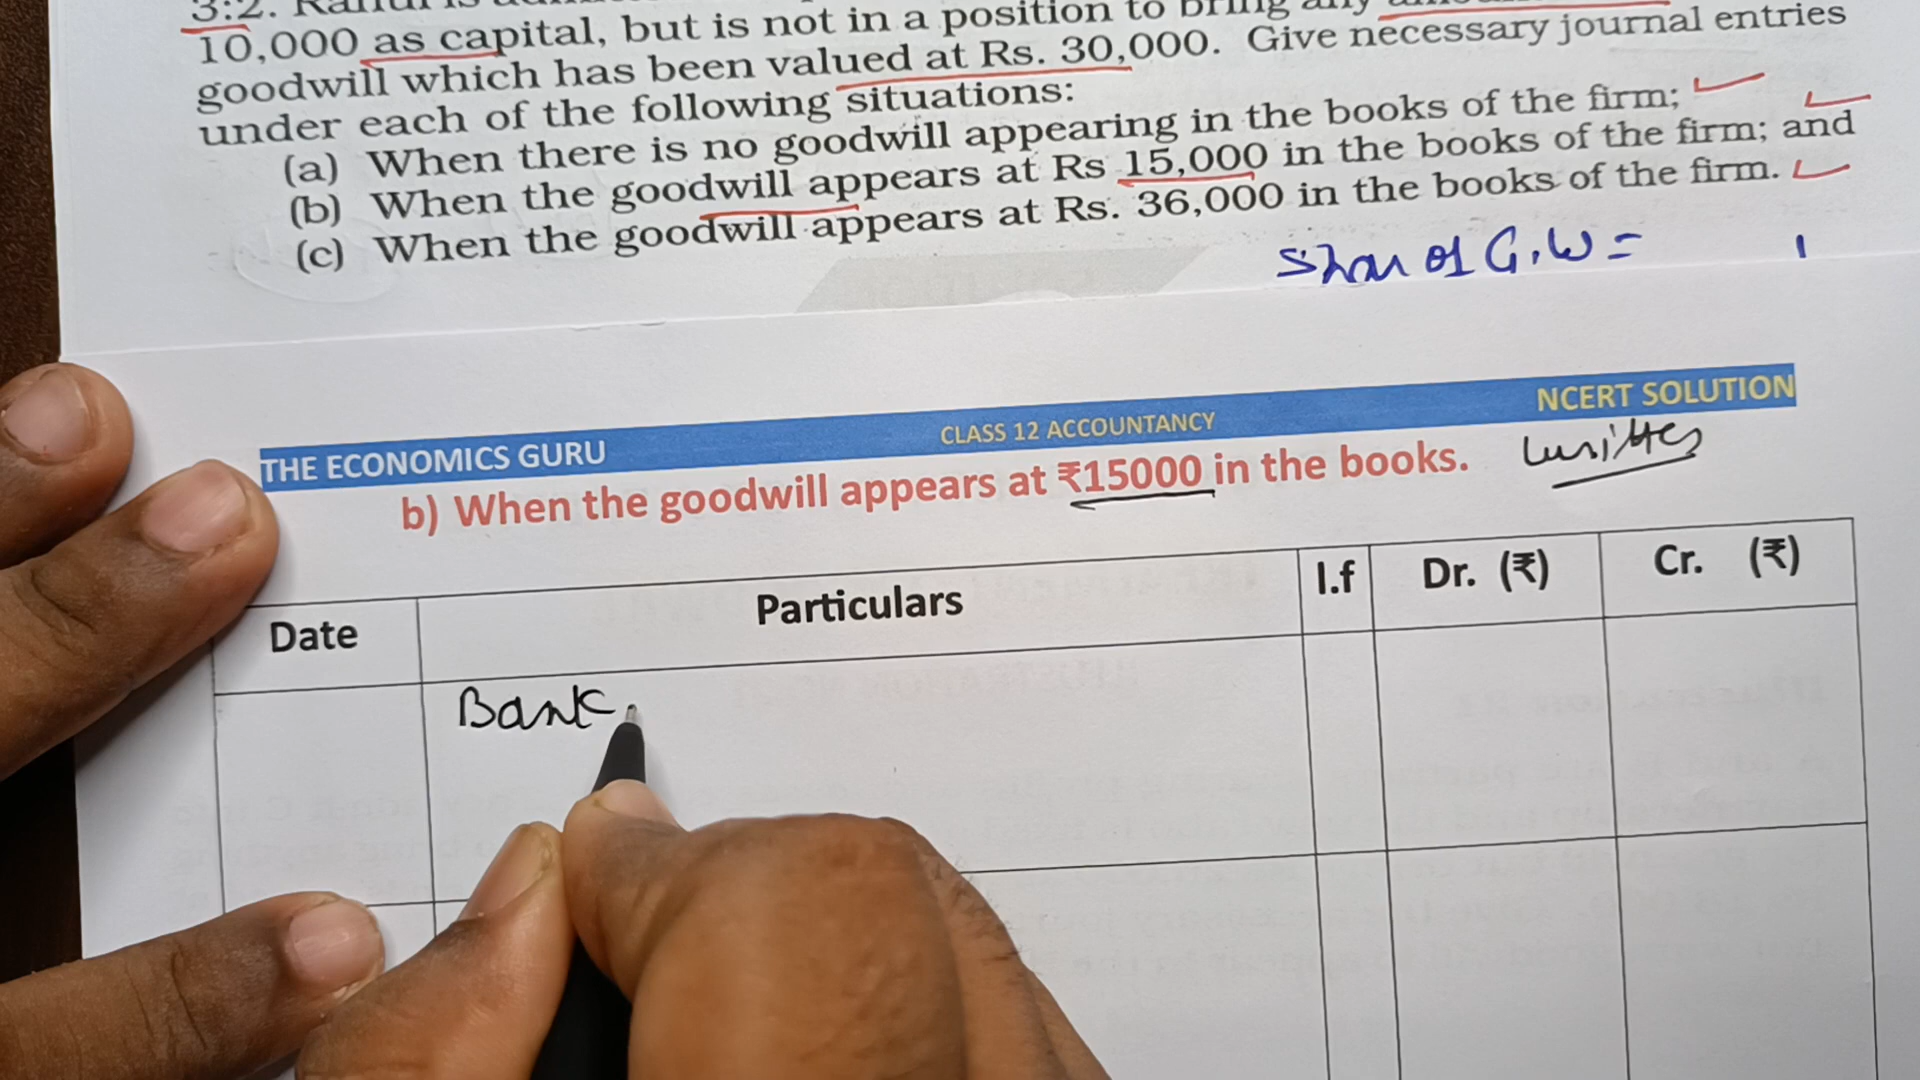 3:2. Rahul is
10,000 as capital, but is not in a position to bring any
goodwill which has been valued at Rs. 30,000. Give necessary journal entries
under each of the following situations:
(a) When there is no goodwill appearing in the books of the firm;
(b) When the goodwill appears at Rs 15,000 in the books of the firm; and
(c) When the goodwill appears at Rs. 36,000 in the books of the firm.
Shar of G.W =
THE ECONOMICS GURU CLASS 12 ACCOUNTANCY NCERT SOLUTION
b) When the goodwill appears at ₹15000 in the books.
Date Particulars l.f Dr. (₹) Cr. (₹)
Bank